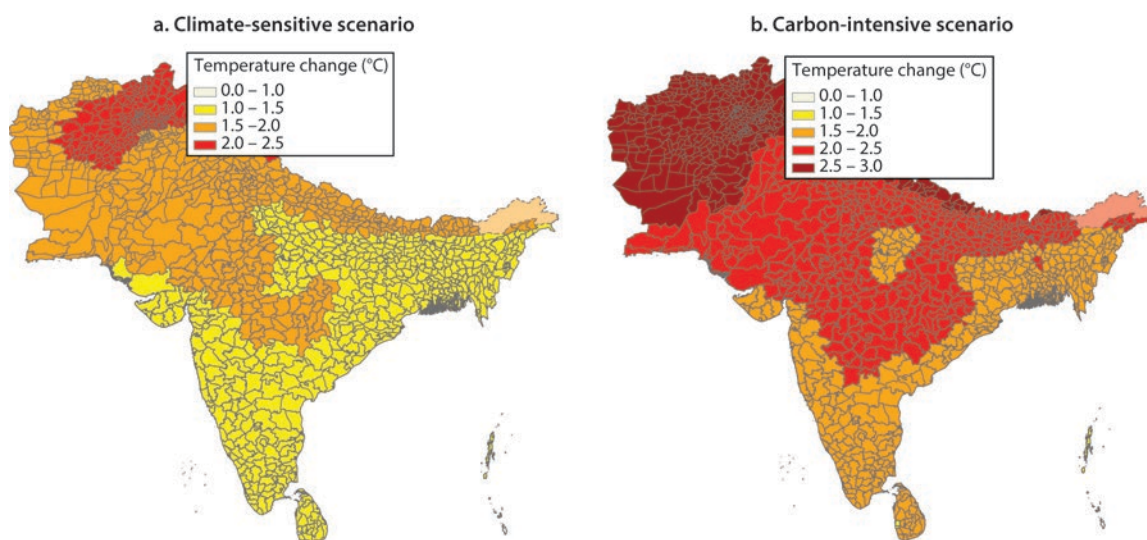 a. Climate-sensitive scenario
Temperature change (°C)
0.0 – 1.0
1.0 – 1.5
1.5 –2.0
2.0 – 2.5
b. Carbon-intensive scenario
Temperature change (°C)
0.0 – 1.0
1.0 – 1.5
1.5 –2.0
2.0 – 2.5
2.5 – 3.0